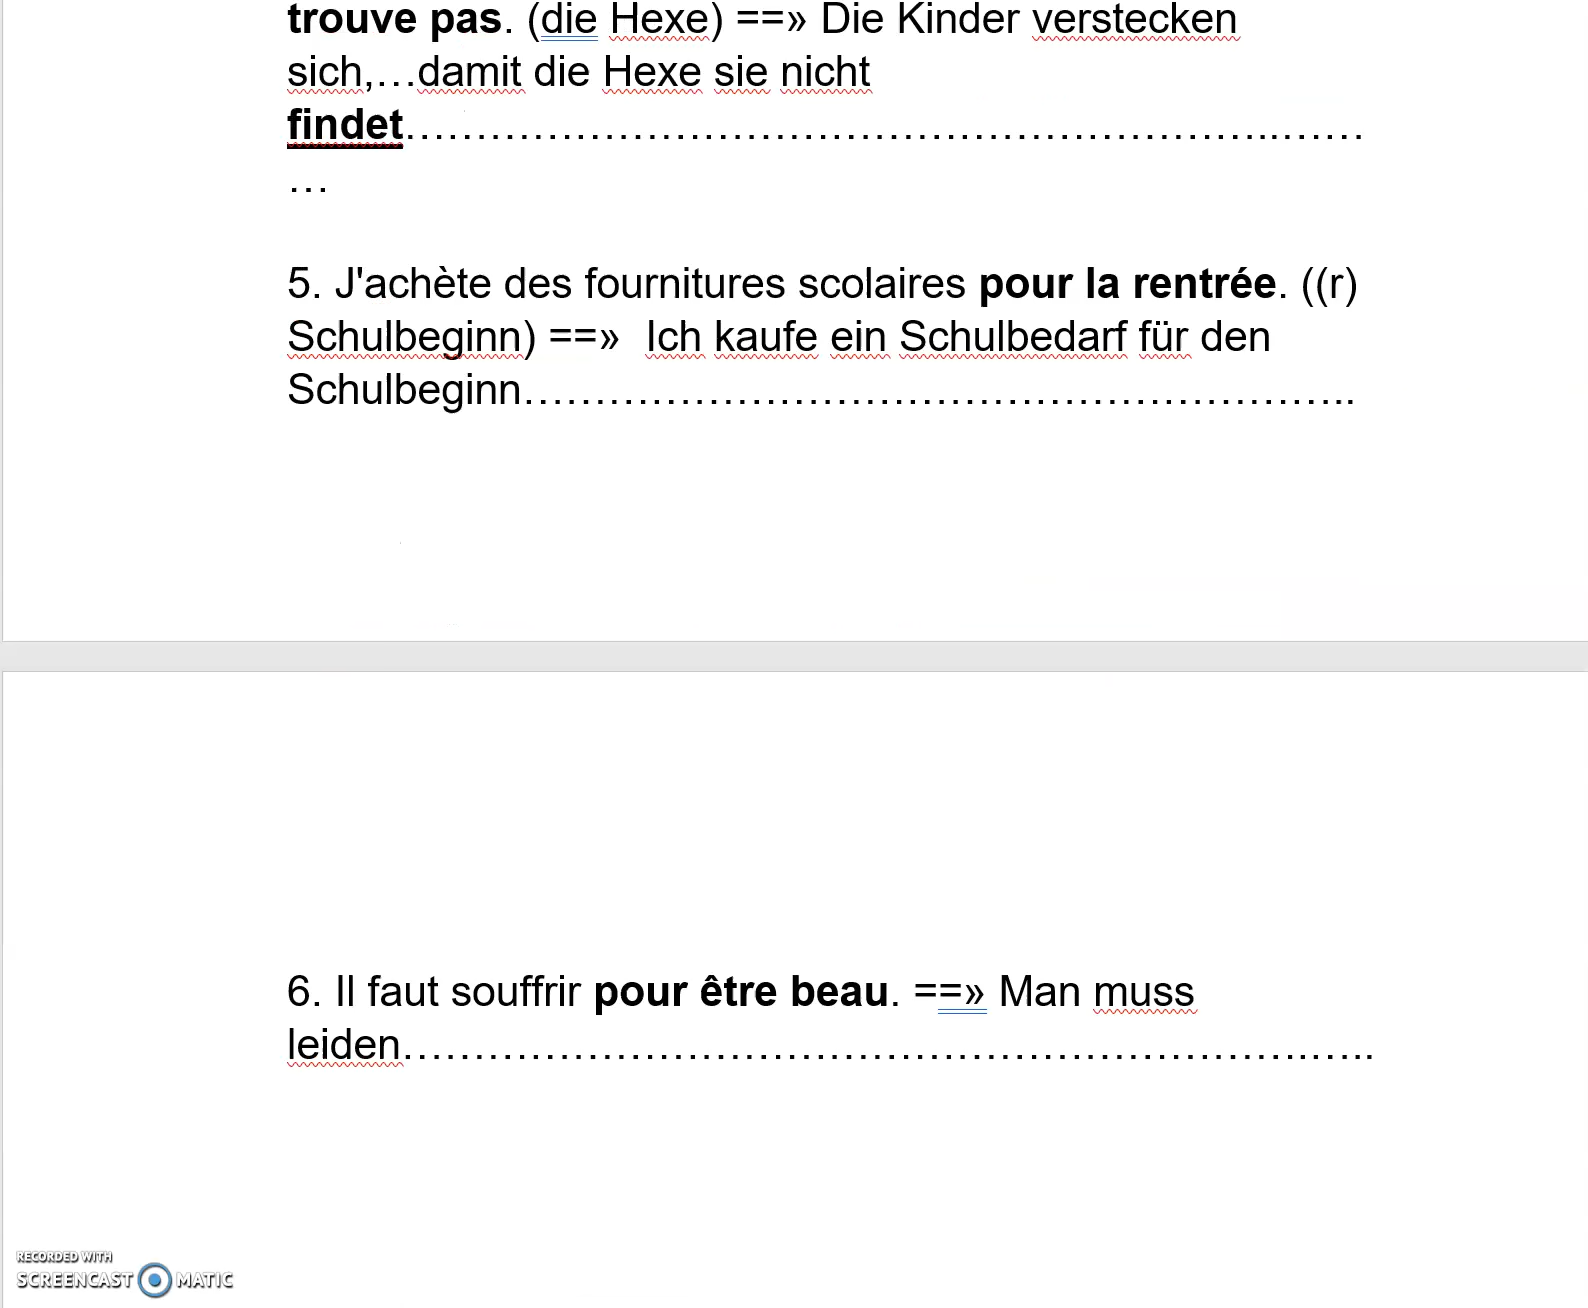 trouve pas. (die Hexe) ==» Die Kinder verstecken
sich,…damit die Hexe sie nicht
findet……………………………………………………..……
…
5. J'achète des fournitures scolaires pour la rentrée. ((r)
Schulbeginn) ==» Ich kaufe ein Schulbedarf für den
Schulbeginn…………………………………………………..
6. Il faut souffrir pour être beau. ==» Man muss
leiden…………………………………………………………….
RECORDED WITH
SCREENCAST MATIC